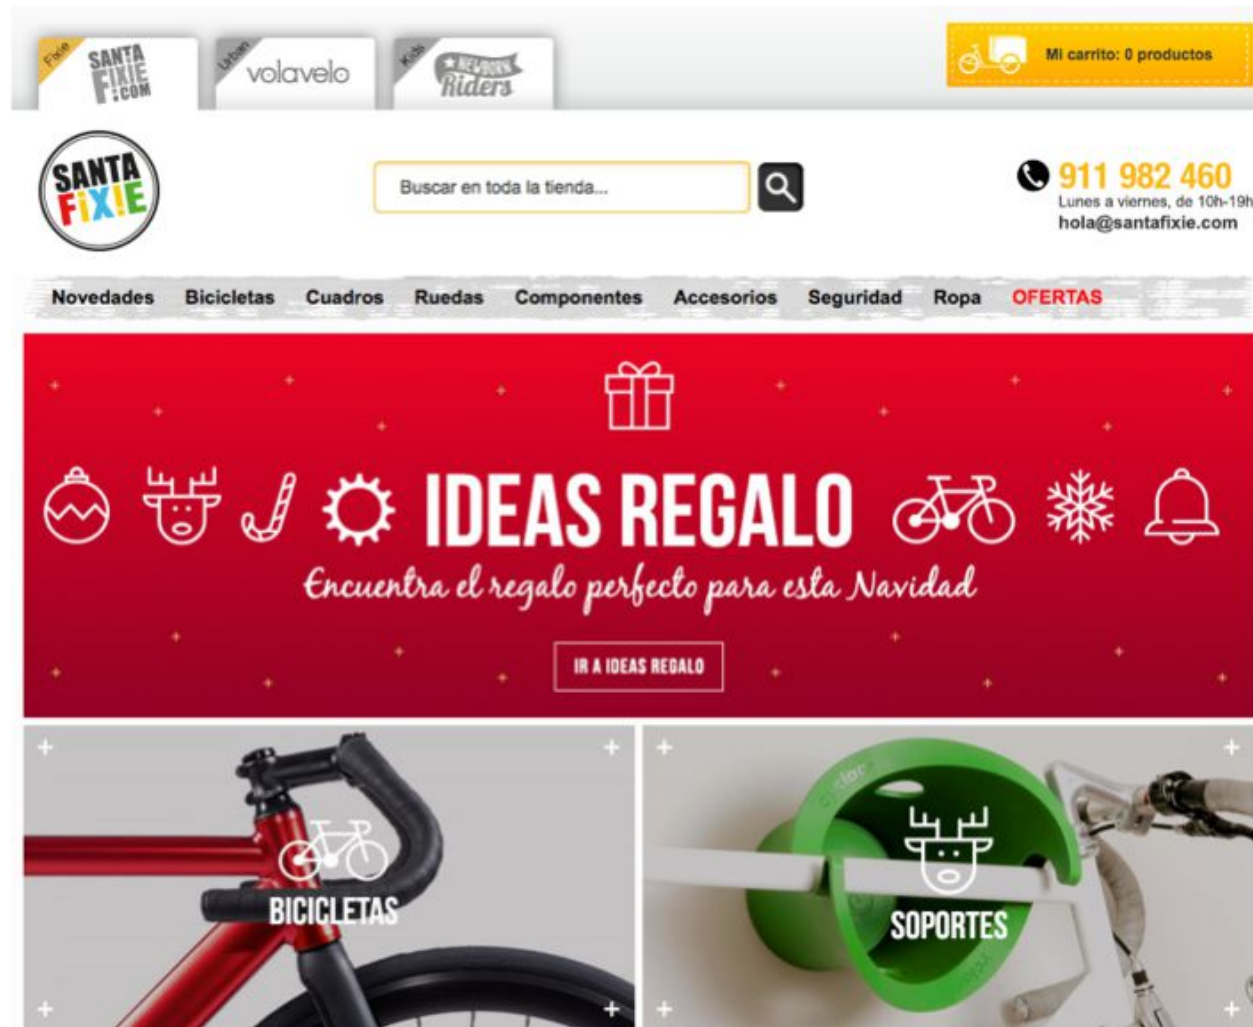 Fixie
SANTA
FIXIE
.COM
Urban
volavelo
Kids
NEWBORN
Riders
Mi carrito: 0 productos
SANTA
FIX!E
Buscar en toda la tienda...
911 982 460
Lunes a viernes, de 10h-19h
hola@santafixie.com
Novedades Bicicletas Cuadros Ruedas Componentes Accesorios Seguridad Ropa OFERTAS
IDEAS REGALO
Encuentra el regalo perfecto para esta Navidad
IR A IDEAS REGALO
BICICLETAS
SOPORTES